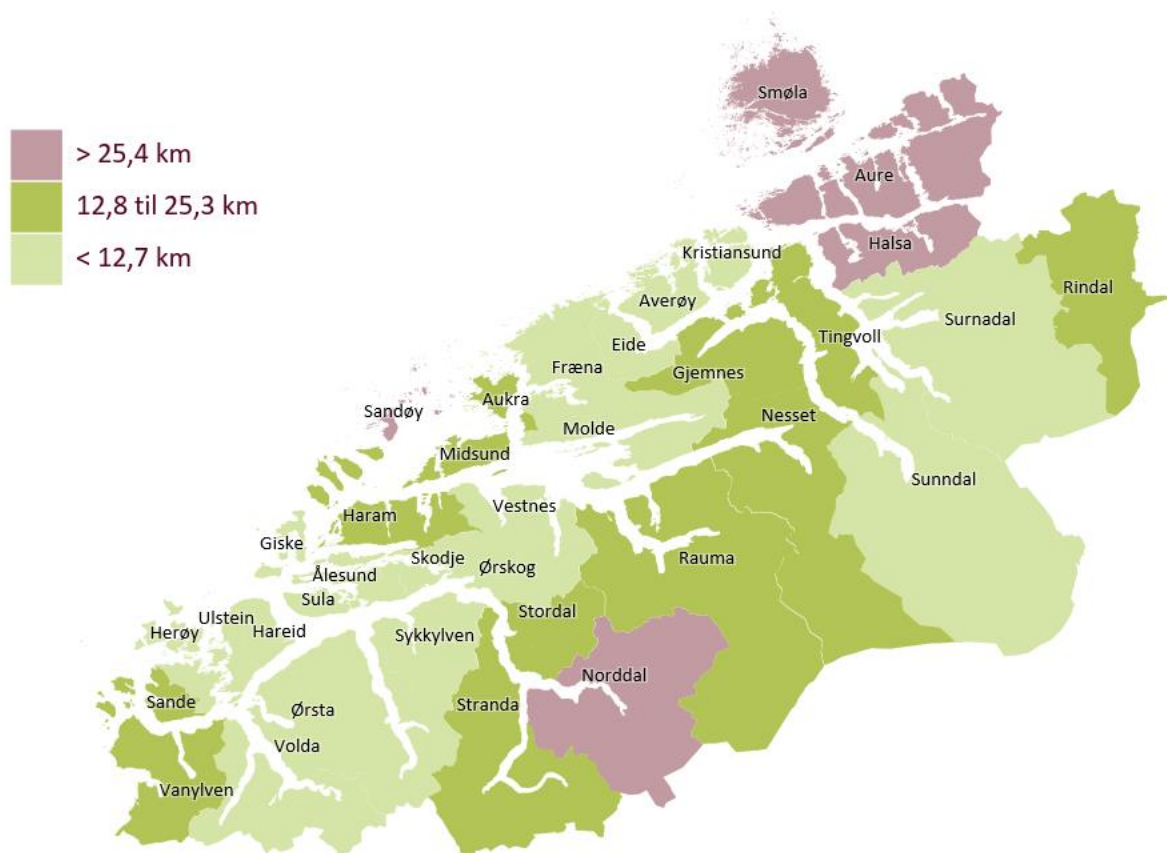 > 25,4 km
12,8 til 25,3 km
< 12,7 km
Smøla
Aure
Halsa
Kristiansund
Rindal
Averøy
Surnadal
Tingvoll
Eide
Fræna
Gjemnes
Aukra
Sandøy
Nesset
Molde
Midsund
Sunndal
Vestnes
Haram
Giske
Skodje
Rauma
Ørskog
Ålesund
Sula
Stordal
Ulstein
Hareid
Herøy
Sykkylven
Norddal
Sande
Ørsta
Stranda
Volda
Vanylven